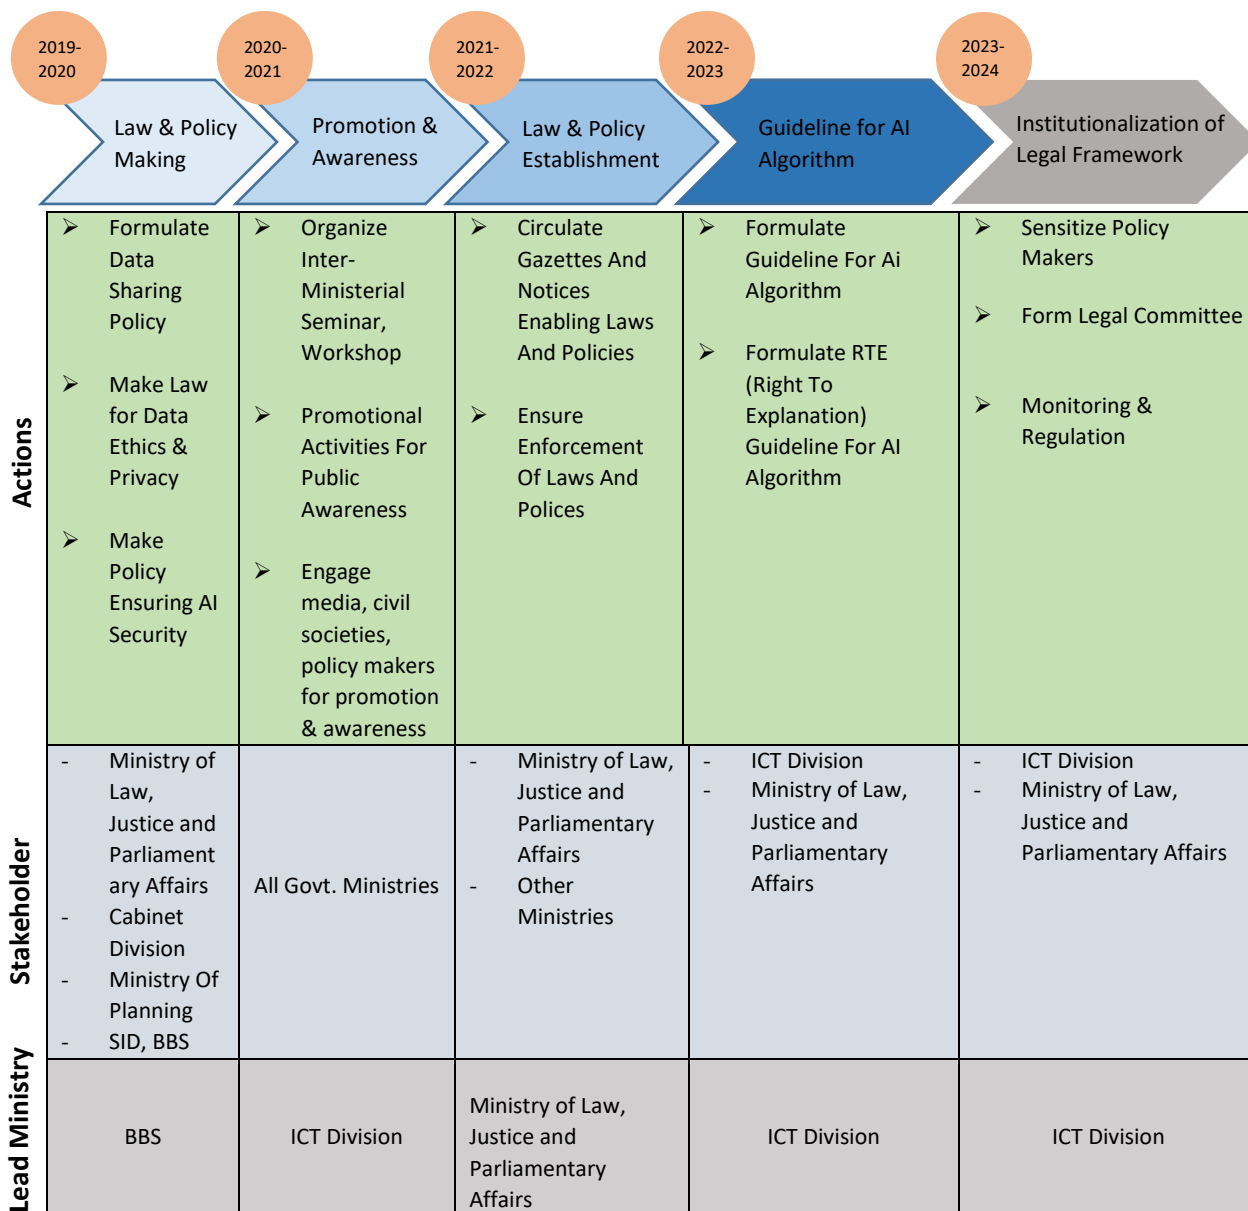 2019-
2020
2020-
2021
2021-
2022
2022-
2023
2023-
2024
Law & Policy
Making
Promotion &
Awareness
Law & Policy
Establishment
Guideline for AI
Algorithm
Institutionalization of
Legal Framework
Actions
➢ Formulate
Data
Sharing
Policy
➢ Make Law
for Data
Ethics &
Privacy
➢ Make
Policy
Ensuring AI
Security
➢ Organize
Inter-
Ministerial
Seminar,
Workshop
➢ Promotional
Activities For
Public
Awareness
➢ Engage
media, civil
societies,
policy makers
for promotion
& awareness
➢ Circulate
Gazettes And
Notices
Enabling Laws
And Policies
➢ Ensure
Enforcement
Of Laws And
Polices
➢ Formulate
Guideline For Ai
Algorithm
➢ Formulate RTE
(Right To
Explanation)
Guideline For AI
Algorithm
➢ Sensitize Policy
Makers
➢ Form Legal Committee
➢ Monitoring &
Regulation
Stakeholder
- Ministry of
Law,
Justice and
Parliament
ary Affairs
- Cabinet
Division
- Ministry Of
Planning
- SID, BBS
All Govt. Ministries
- Ministry of Law,
Justice and
Parliamentary
Affairs
- Other
Ministries
- ICT Division
- Ministry of Law,
Justice and
Parliamentary
Affairs
- ICT Division
- Ministry of Law,
Justice and
Parliamentary Affairs
Lead Ministry
BBS
ICT Division
Ministry of Law,
Justice and
Parliamentary
Affairs
ICT Division
ICT Division